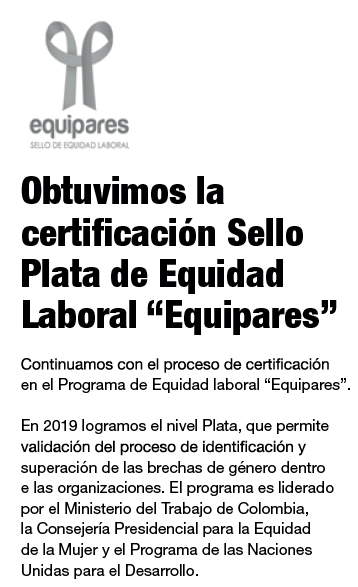 equipares
SELLO DE EQUIDAD LABORAL
Obtuvimos la
certificación Sello
Plata de Equidad
Laboral “Equipares”
Continuamos con el proceso de certificación
en el Programa de Equidad laboral “Equipares”.
En 2019 logramos el nivel Plata, que permite
validación del proceso de identificación y
superación de las brechas de género dentro
e las organizaciones. El programa es liderado
por el Ministerio del Trabajo de Colombia,
la Consejería Presidencial para la Equidad
de la Mujer y el Programa de las Naciones
Unidas para el Desarrollo.